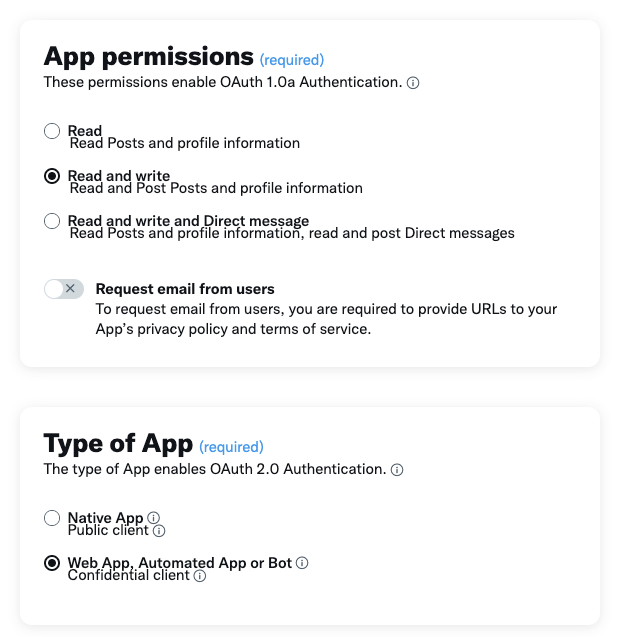 App permissions (required)
These permissions enable OAuth 1.0a Authentication.
Read
Read Posts and profile information
Read and write
Read and Post Posts and profile information
Read and write and Direct message
Read Posts and profile information, read and post Direct messages
Request email from users
To request email from users, you are required to provide URLs to your
App’s privacy policy and terms of service.
Type of App (required)
The type of App enables OAuth 2.0 Authentication.
Native App
Public client
Web App, Automated App or Bot
Confidential client